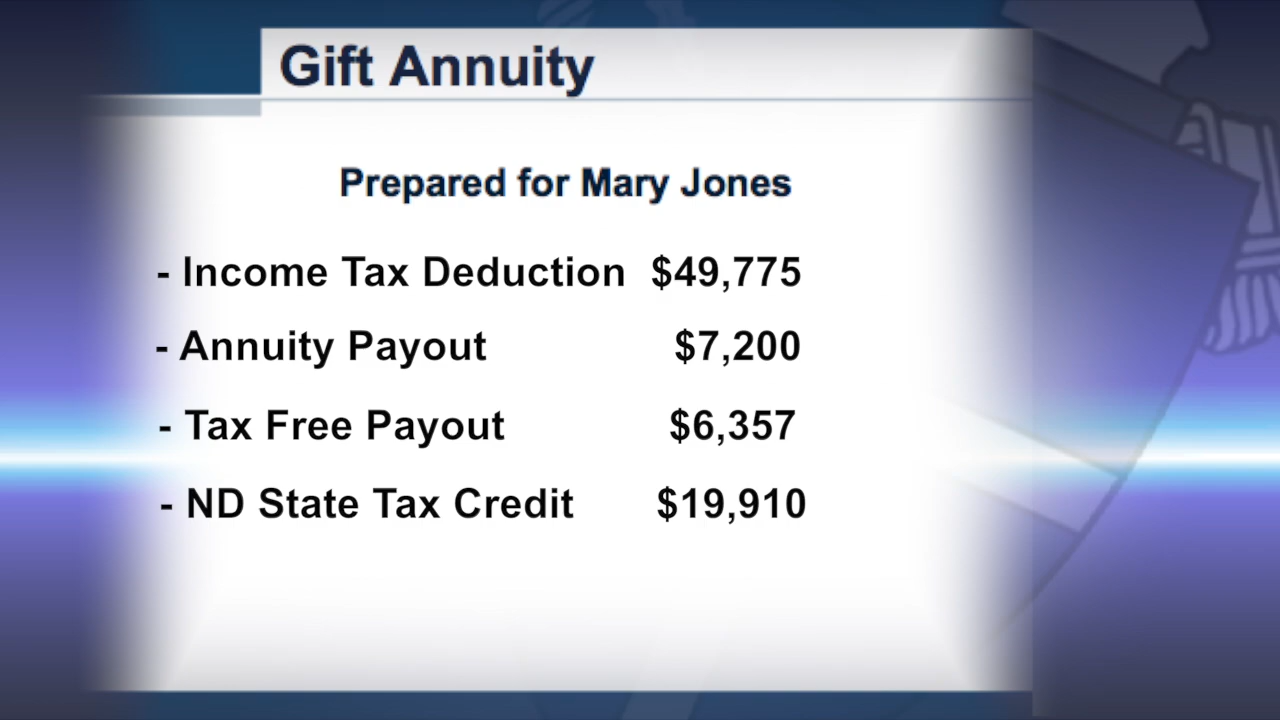 Gift Annuity
Prepared for Mary Jones
- Income Tax Deduction $49,775
- Annuity Payout $7,200
- Tax Free Payout $6,357
- ND State Tax Credit $19,910